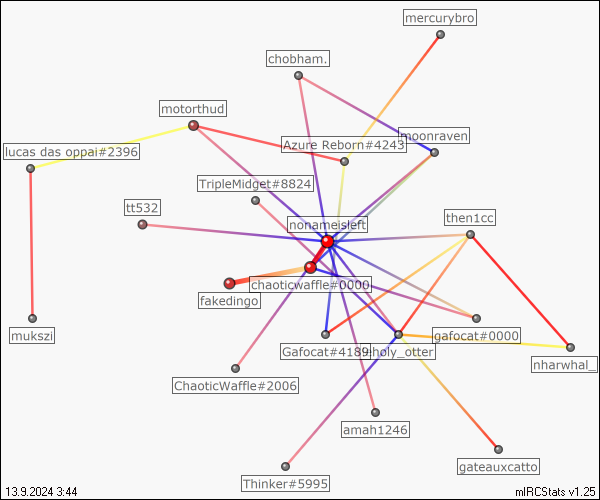 mercurybro
chobham.
motorthud
moonraven
Azure Reborn#4243
lucas das oppai#2396
TripleMidget#8824
tt532
nonameisleft
then1cc
chaoticwaffle#0000
fakedingo
mukszi
gafocat#0000
Gafocat#4189
holy_otter
nharwhal_
ChaoticWaffle#2006
amah1246
gateauxcatto
Thinker#5995
13.9.2024 3:44
mIRCStats v1.25